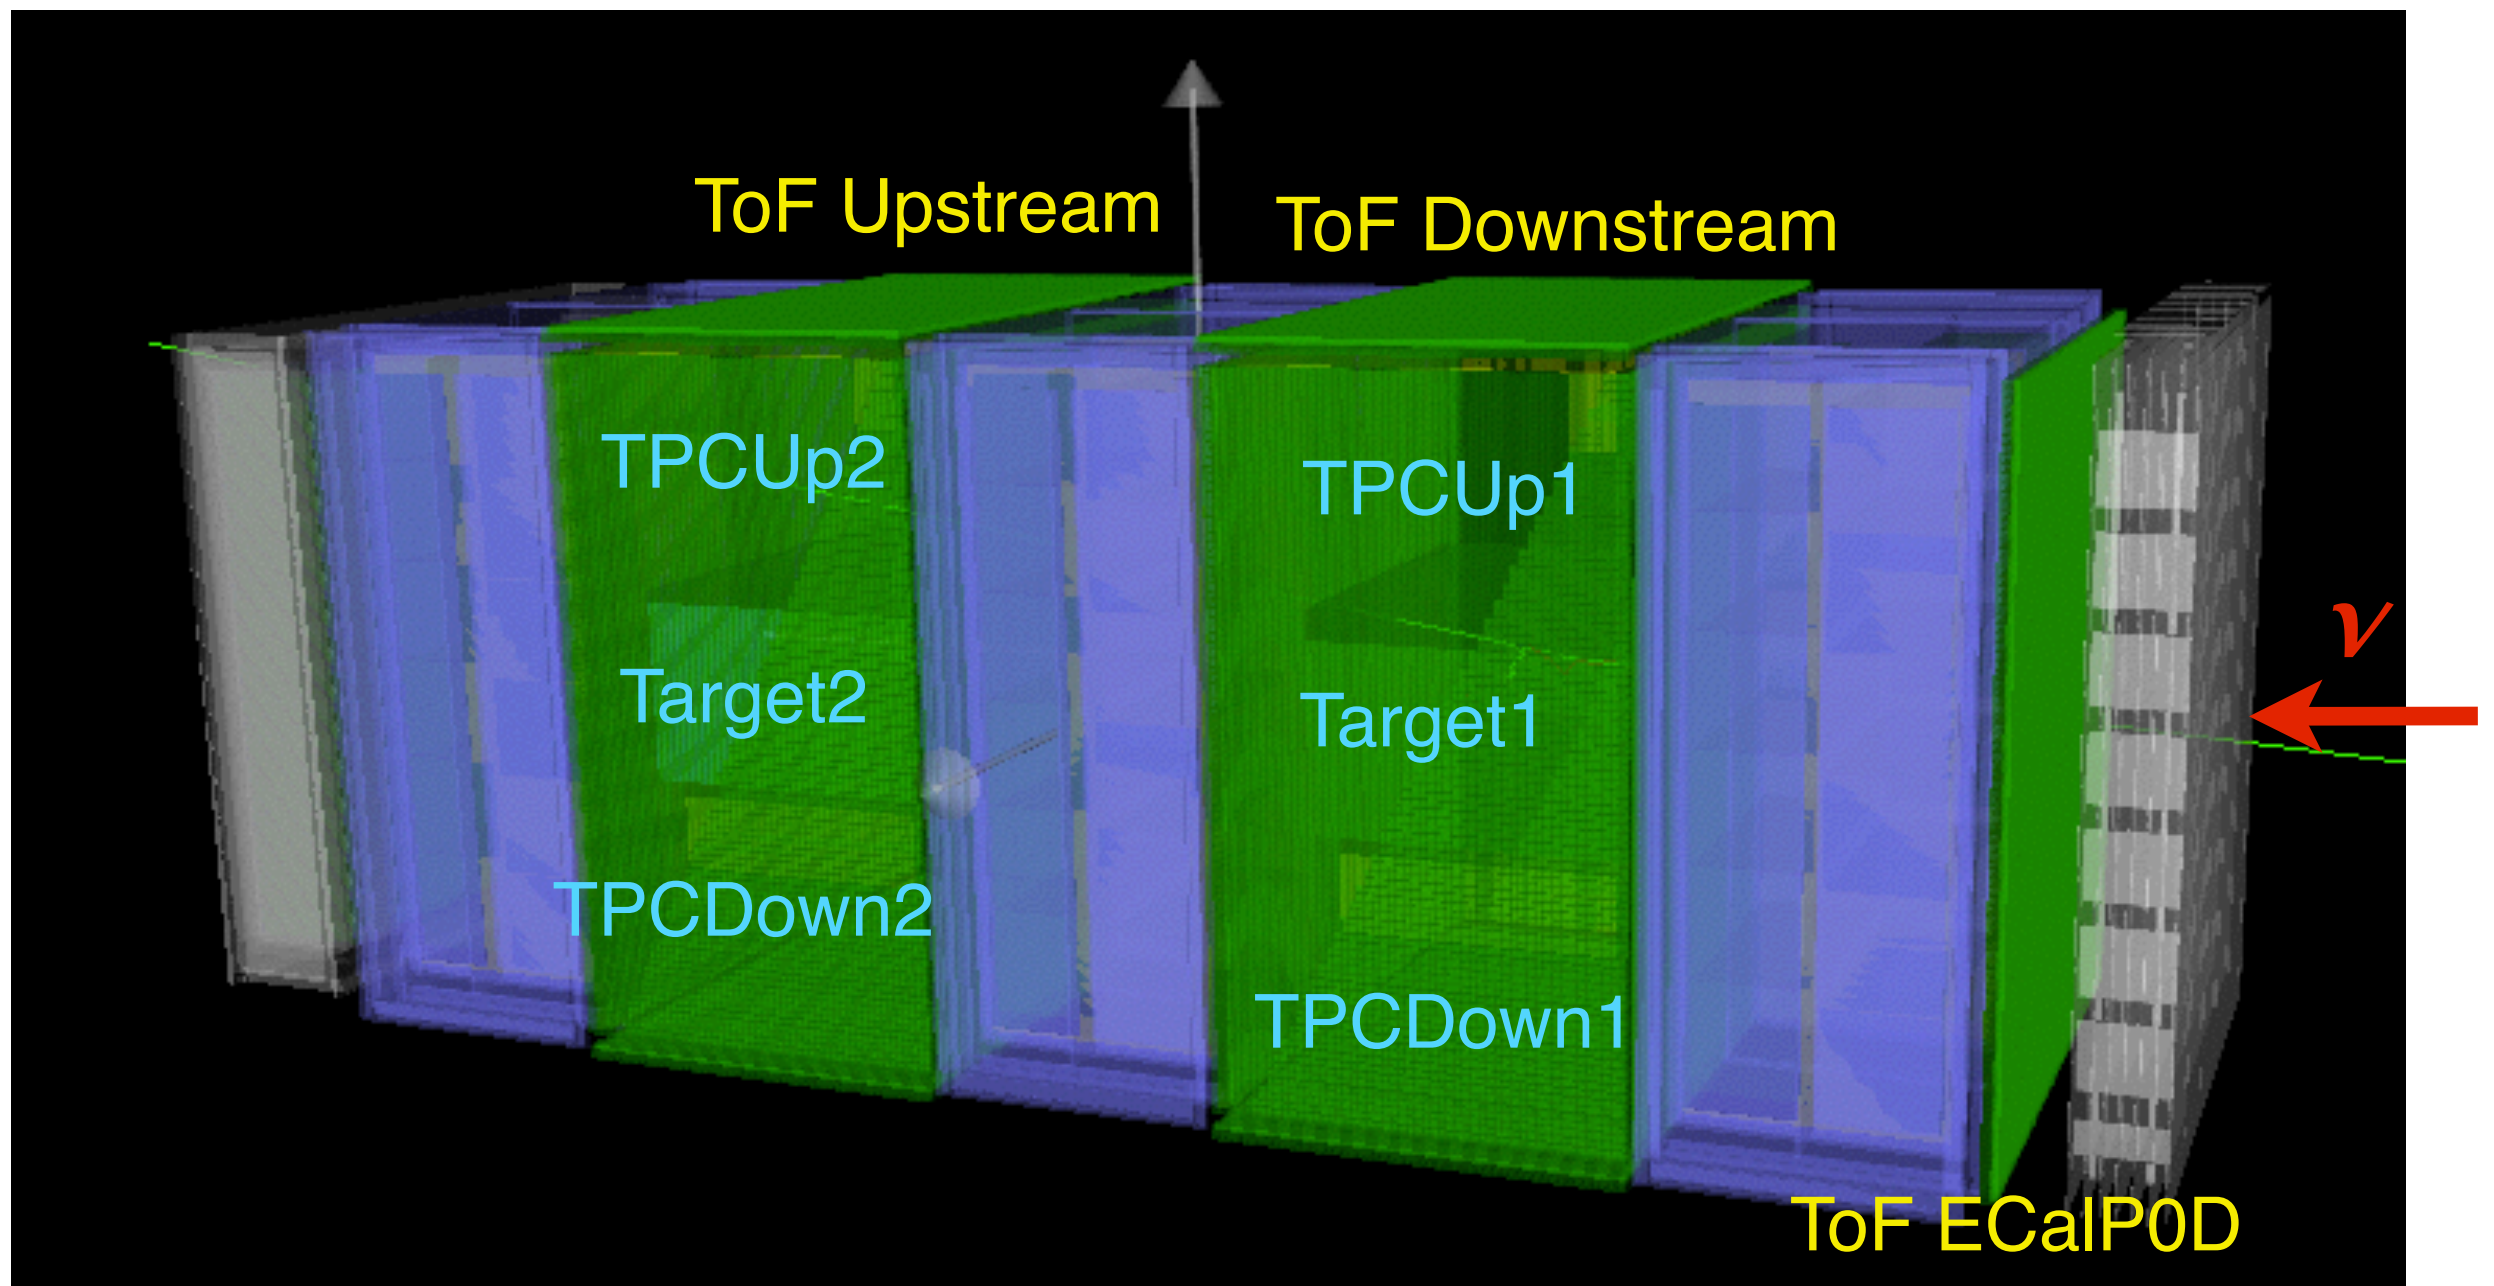 ToF Upstream
ToF Downstream
TPCUp2
TPCUp1
ν
Target2
Target1
TPCDown2
TPCDown1
ToF ECalP0D